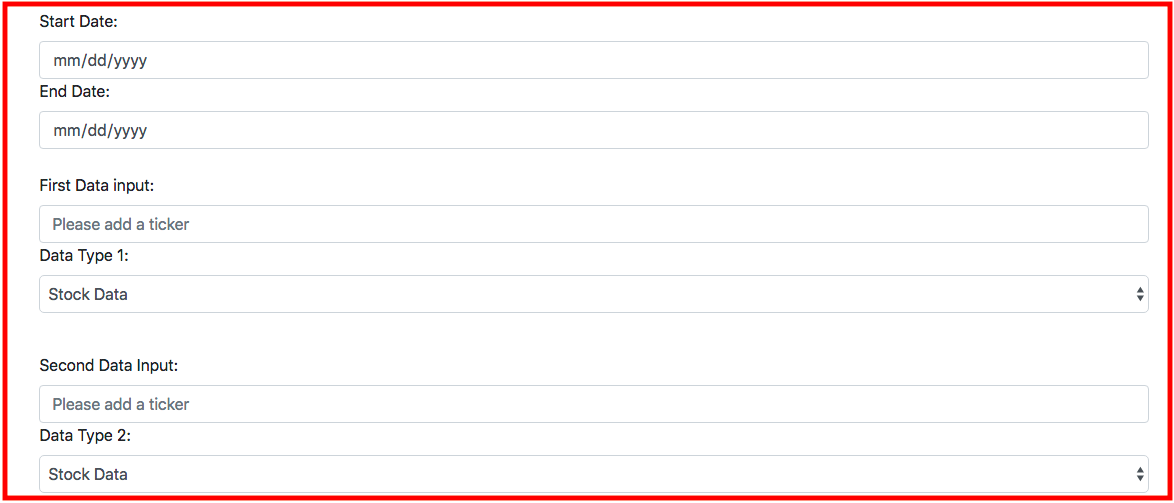 Start Date:
mm/dd/yyyy
End Date:
mm/dd/yyyy
First Data input:
Please add a ticker
Data Type 1:
Stock Data
Second Data Input:
Please add a ticker
Data Type 2:
Stock Data